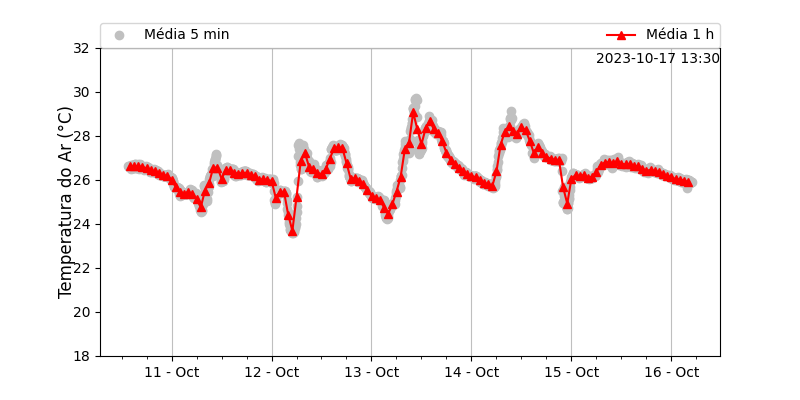 Média 5 min
Média 1 h
2023-10-17 13:30
Temperatura do Ar (°C)
32
30
28
26
24
22
20
18
11 - Oct
12 - Oct
13 - Oct
14 - Oct
15 - Oct
16 - Oct